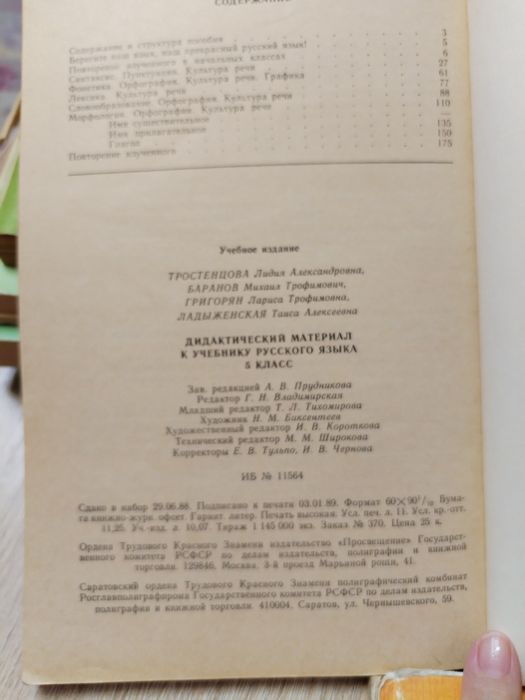 СОДЕРЖАНИЕ
Содержание и структура пособия 3
Берегите наш язык, наш прекрасный русский язык! 5
Повторение изученного в начальных классах 6
Синтаксис. Пунктуация. Культура речи 27
Фонетика. Орфография. Культура речи. Графика 61
Лексика. Культура речи 77
Словообразование. Орфография. Культура речи 88
Морфология. Орфография. Культура речи 110
Имя существительное —
Имя прилагательное 135
Глагол 150
Повторение изученного 175
Учебное издание
ТРОСТЕНЦОВА Лидия Александровна,
БАРАНОВ Михаил Трофимович,
ГРИГОРЯН Лариса Трофимовна,
ЛАДЫЖЕНСКАЯ Таиса Алексеевна
ДИДАКТИЧЕСКИЙ МАТЕРИАЛ
К УЧЕБНИКУ РУССКОГО ЯЗЫКА
5 КЛАСС
Зав. редакцией А. В. Прудникова
Редактор Г. Н. Владимирская
Младший редактор Т. Л. Тихомирова
Художник Н. М. Биксентеев
Художественный редактор И. В. Короткова
Технический редактор М. М. Широкова
Корректоры Е. В. Тульпо, И. В. Чернова
ИБ № 11564
Сдано в набор 29.06.88. Подписано к печати 03.01.89. Формат 60×90¹/₁₆ Бума-
га книжно-журн. офсет. Гарнит. литер. Печать высокая. Усл. печ. л. 11. Усл. кр.-отт.
11,25. Уч.-изд. л. 10,07. Тираж 1 145 000 экз. Заказ № 370. Цена 25 к.
Ордена Трудового Красного Знамени издательство «Просвещение» Государст-
венного комитета РСФСР по делам издательств, полиграфии и книжной
торговли. 129846, Москва, 3-й проезд Марьиной рощи, 41.
Саратовский ордена Трудового Красного Знамени полиграфический комбинат
Росглавполиграфпрома Государственного комитета РСФСР по делам издательств,
полиграфии и книжной торговли. 410004, Саратов, ул. Чернышевского, 59.